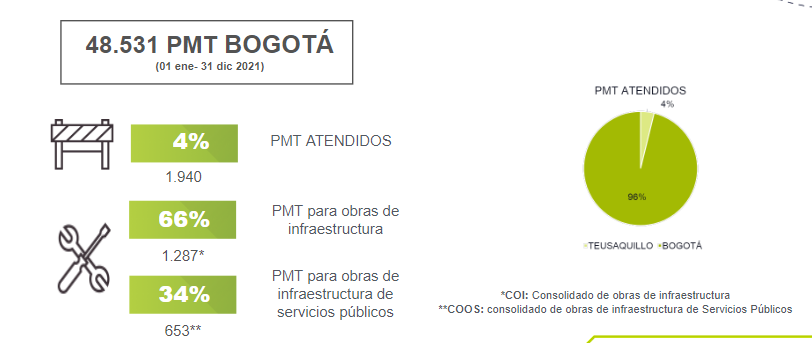 48.531 PMT BOGOTÁ
(01 ene- 31 dic 2021)
4%
PMT ATENDIDOS
1.940
66%
PMT para obras de
infraestructura
1.287*
34%
PMT para obras de
infraestructura de
servicios públicos
653**
PMT ATENDIDOS
4%
96%
TEUSAQUILLO BOGOTÁ
*COI: Consolidado de obras de infraestructura
**COOS: consolidado de obras de infraestructura de Servicios Públicos